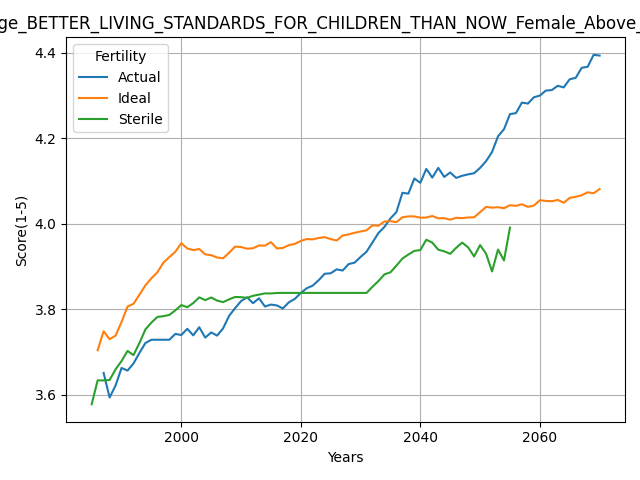 ge_BETTER_LIVING_STANDARDS_FOR_CHILDREN_THAN_NOW_Female_Above_
Fertility
Actual
Ideal
Sterile
4.4
4.2
4.0
3.8
3.6
Score(1-5)
2000 2020 2040 2060
Years